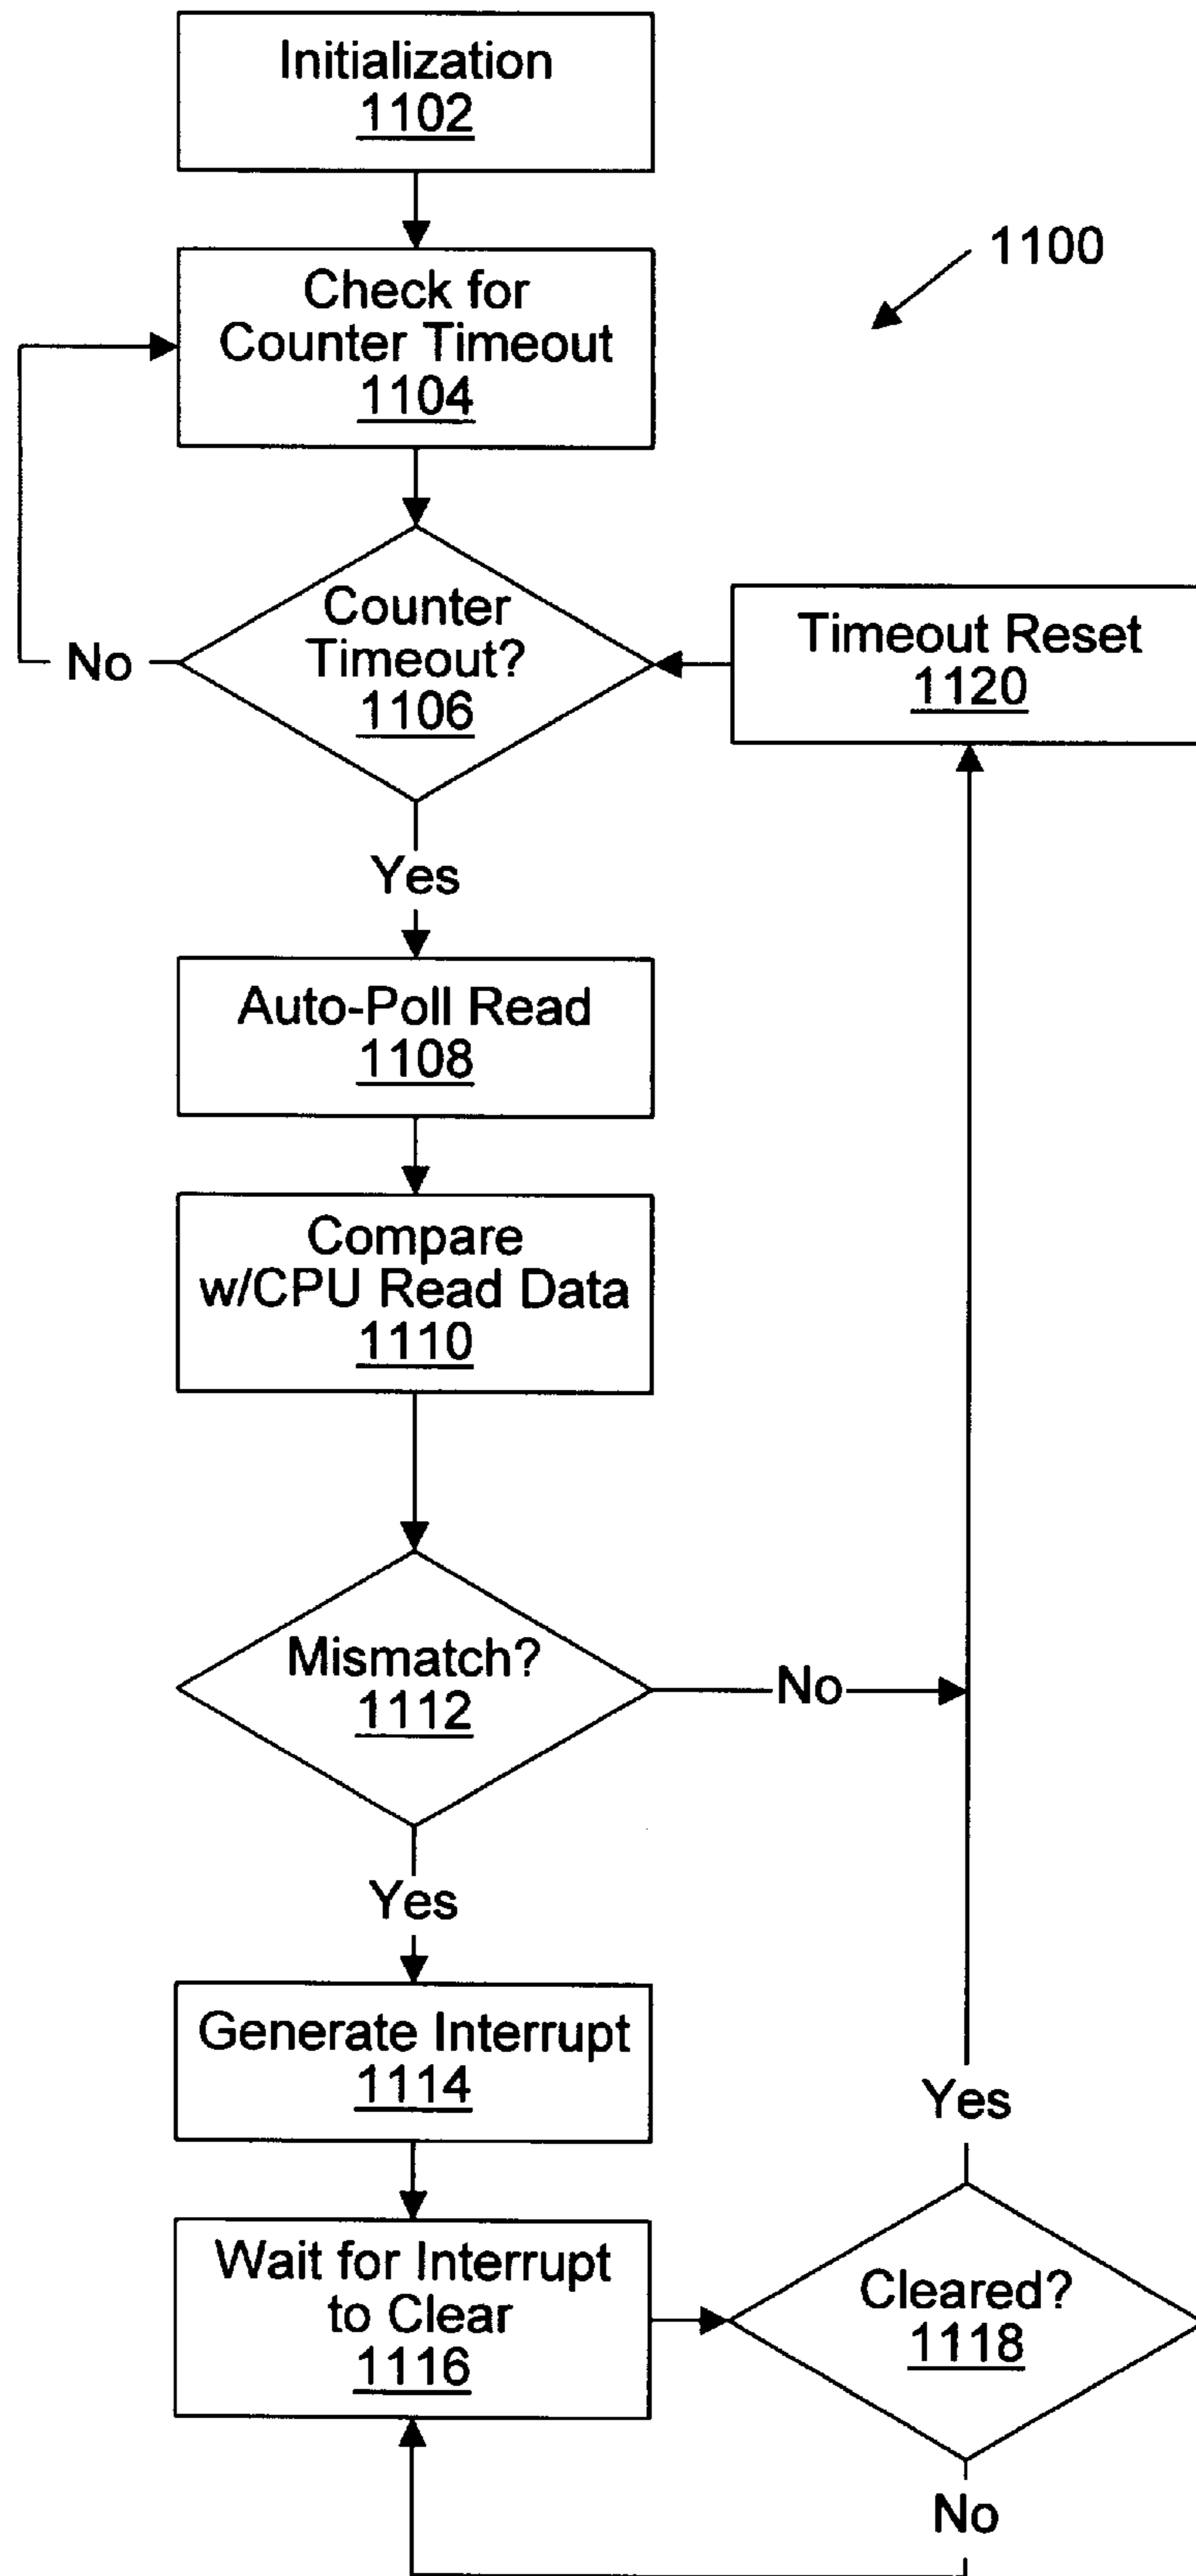 Initialization
1102
1100
Check for
Counter Timeout
1104
Counter
Timeout?
1106
No
Timeout Reset
1120
Yes
Auto-Poll Read
1108
Compare
w/CPU Read Data
1110
Mismatch?
1112
No
Yes
Generate Interrupt
1114
Yes
Wait for Interrupt
to Clear
1116
Cleared?
1118
No